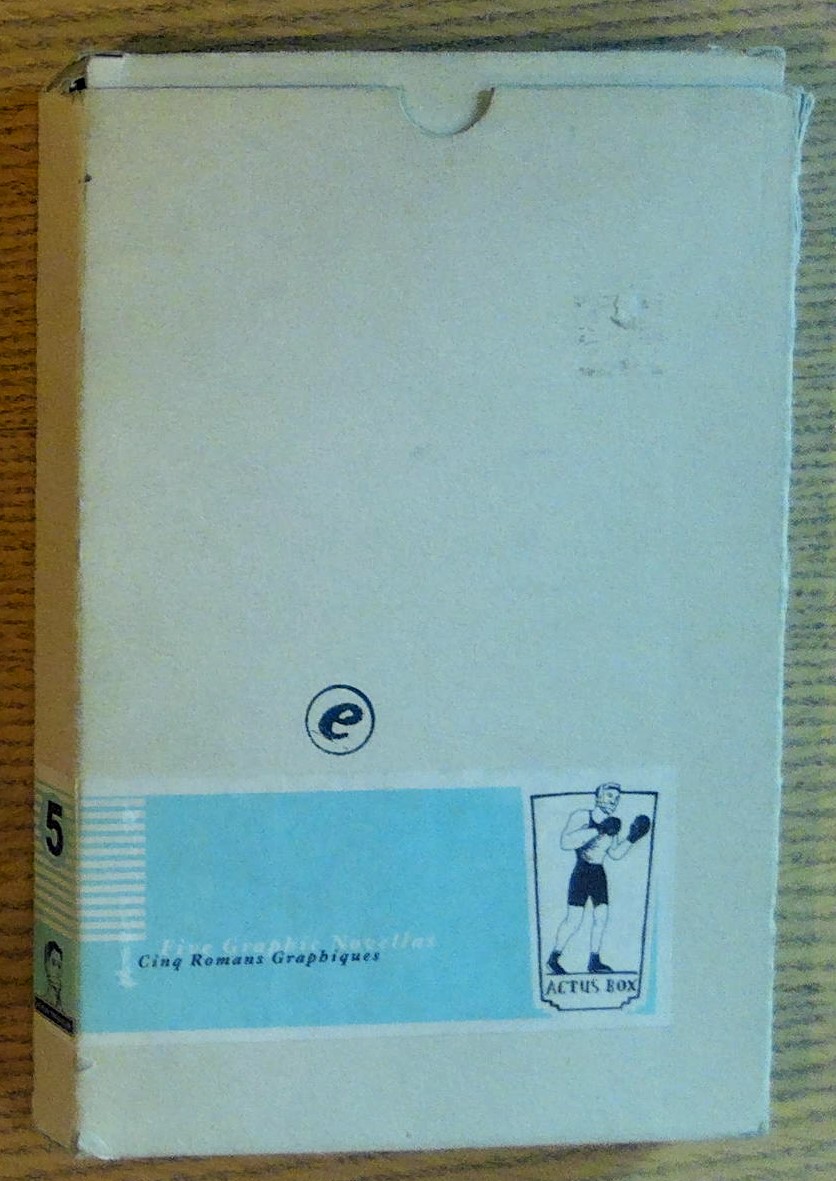 e
5
Five Graphic Novellas
Cinq Romans Graphiques
ACTUS BOX